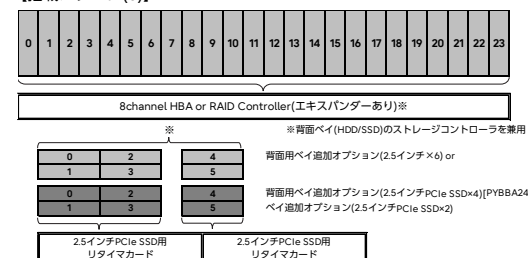 0 1 2 3 4 5 6 7 8 9 10 11 12 13 14 15 16 17 18 19 20 21 22 23
8channel HBA or RAID Controller(エキスパンダーあり)※
※
※背面ベイ(HDD/SSD)のストレージコントローラを兼用
0 2 4
背面用ベイ追加オプション(2.5インチ×6) or
1 3 5
0 2 4
背面用ベイ追加オプション(2.5インチPCIe SSD×4)[PYBBA24
1 3 5
ベイ追加オプション(2.5インチPCIe SSD×2)
2.5インチPCIe SSD用
リタイマカード
2.5インチPCIe SSD用
リタイマカード